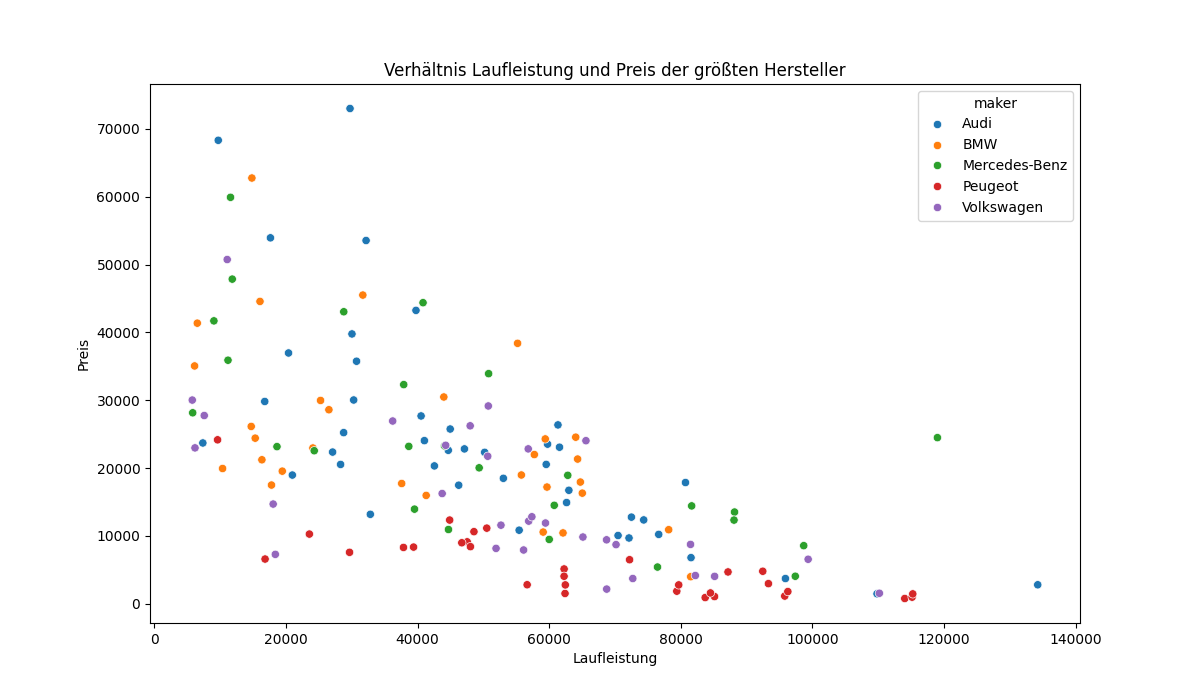 Verhältnis Laufleistung und Preis der größten Hersteller
maker
Audi
BMW
Mercedes-Benz
Peugeot
Volkswagen
Preis
70000
60000
50000
40000
30000
20000
10000
0
0 20000 40000 60000 80000 100000 120000 140000
Laufleistung